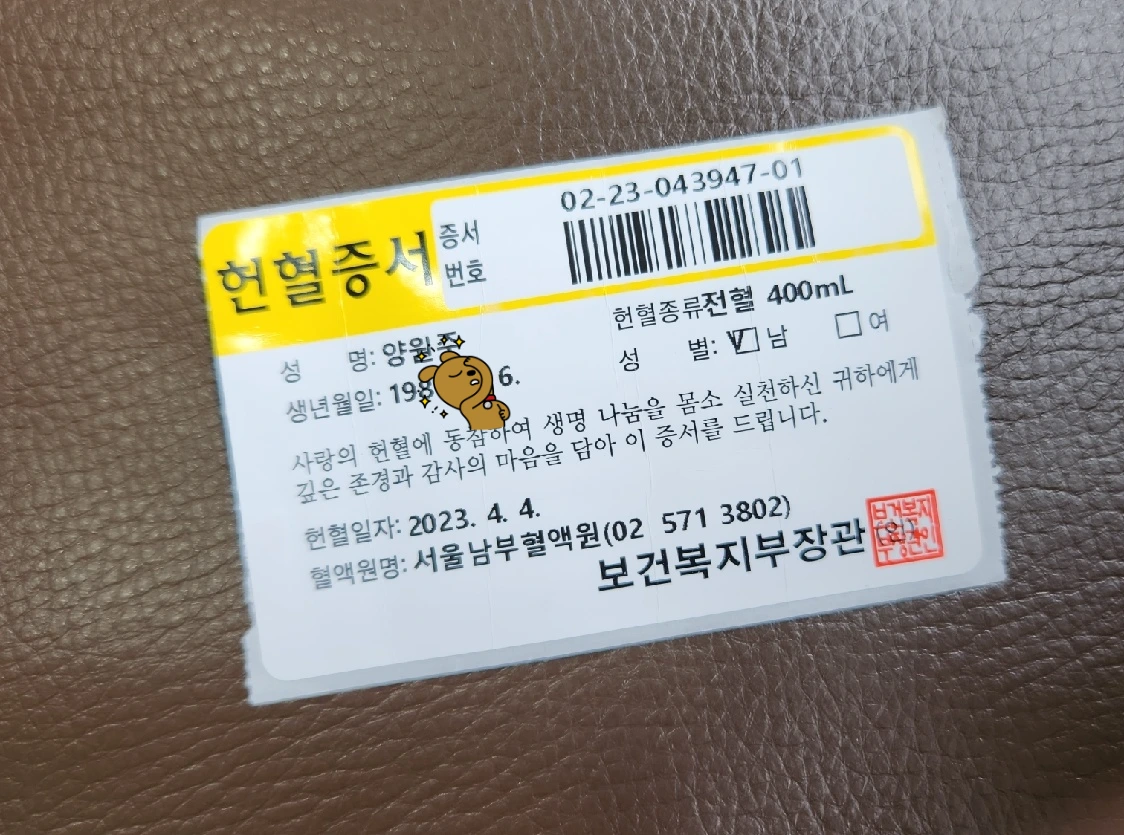 헌혈증서
증서
번호
02-23-043947-01
헌혈종류 전혈 400mL
성 명: 양원준
성 별: V 남 여
생년월일: 198 6.
사랑의 헌혈에 동참하여 생명 나눔을 몸소 실천하신 귀하에게
깊은 존경과 감사의 마음을 담아 이 증서를 드립니다.
헌혈일자: 2023. 4. 4.
혈액원명: 서울남부혈액원(02 571 3802)
보건복지부장관 (인)